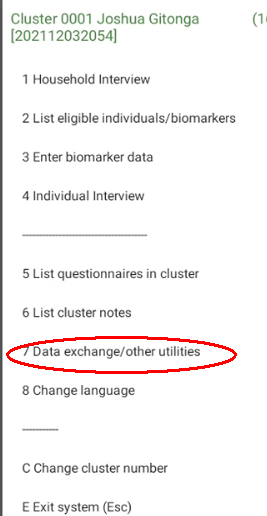 Cluster 0001 Joshua Gitonga
[202112032054]
1 Household Interview
2 List eligible individuals/biomarkers
3 Enter biomarker data
4 Individual Interview
------------------------------------
5 List questionnaires in cluster
6 List cluster notes
7 Data exchange/other utilities
8 Change language
----------
C Change cluster number
E Exit system (Esc)